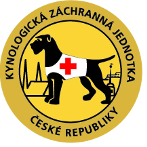 KYNOLOGICKÁ ZÁCHRANNÁ JEDNOTKA
ČESKÉ REPUBLIKY